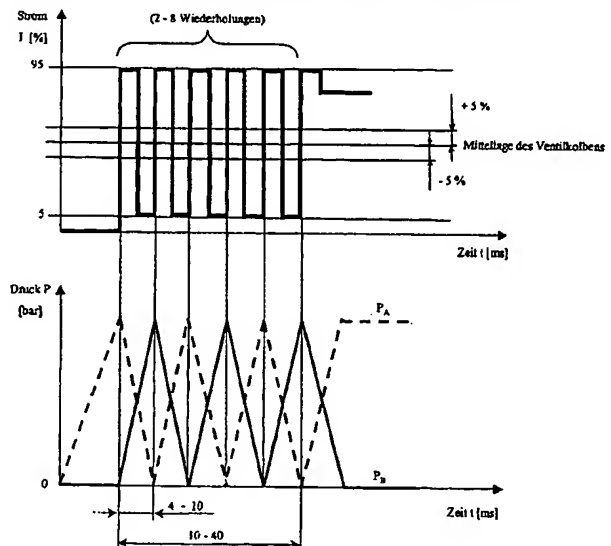 Strom
I [%]
(2 - 8 Wiederholungen)
95
+ 5 %
Mittellage des Ventilkolbens
- 5 %
5
Zeit t [ms]
Druck P
[bar]
P_A
0
P_B
4 - 10
Zeit t [ms]
10 - 40